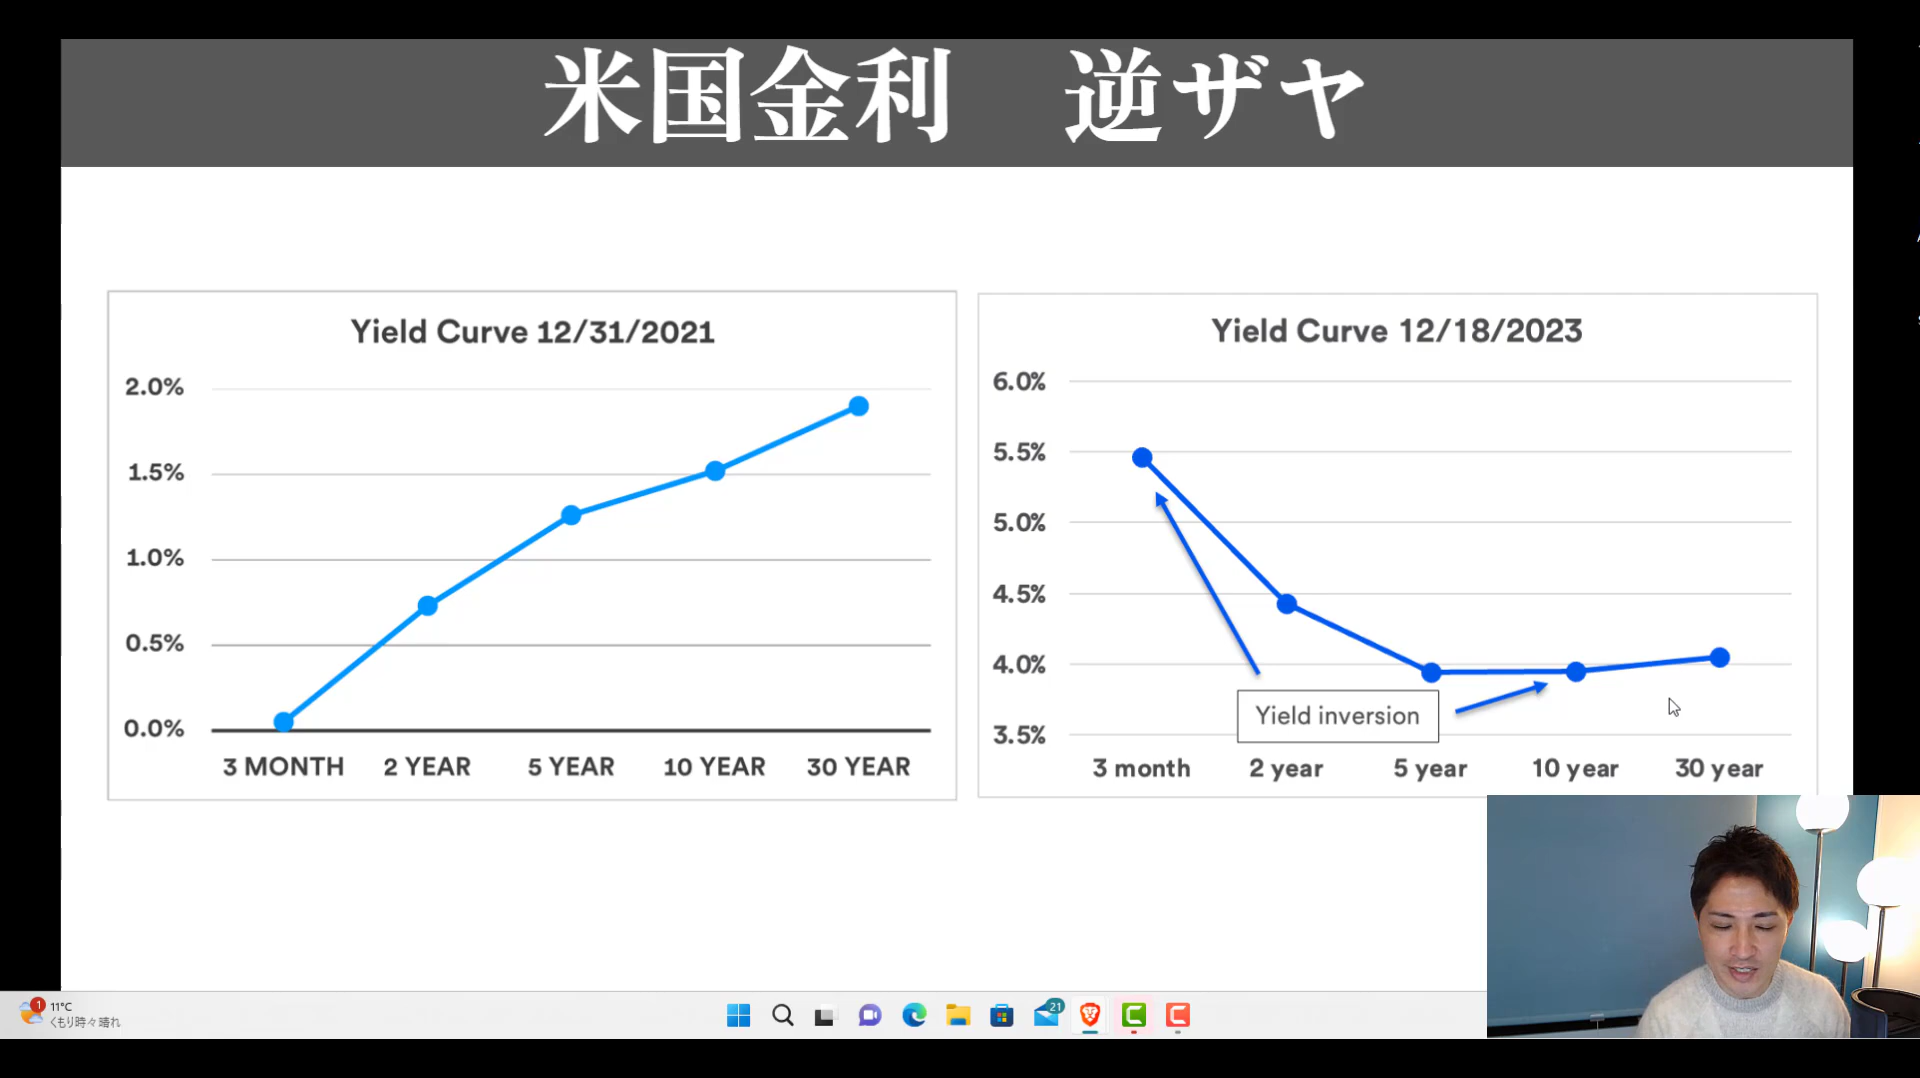 米国金利 逆ザヤ
Yield Curve 12/31/2021
2.0%
1.5%
1.0%
0.5%
0.0%
3 MONTH 2 YEAR 5 YEAR 10 YEAR 30 YEAR
Yield Curve 12/18/2023
6.0%
5.5%
5.0%
4.5%
4.0%
3.5%
Yield inversion
3 month 2 year 5 year 10 year 30 year
1
11°C
くもり時々晴れ
21